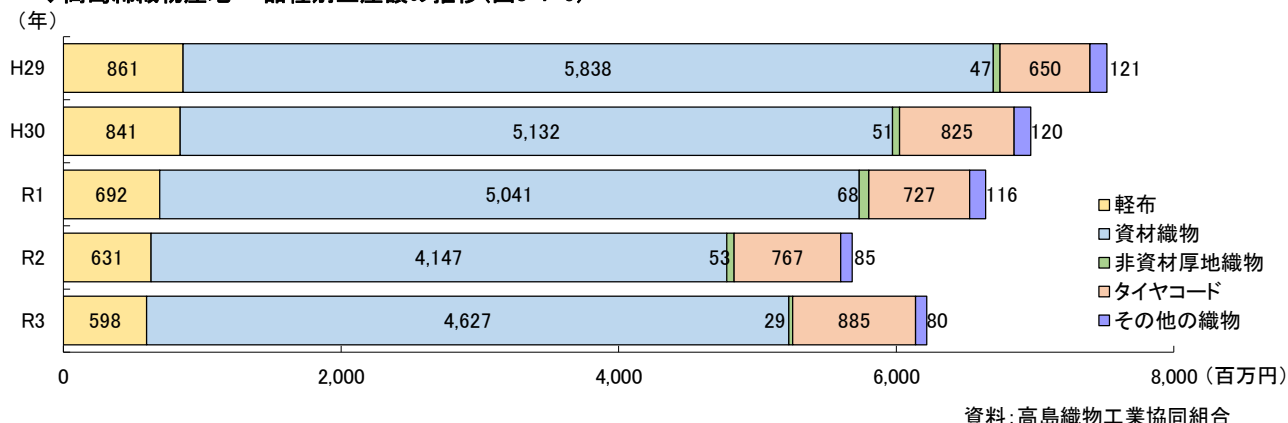 (年)
H29 861 5,838 47 650 121
H30 841 5,132 51 825 120
R1 692 5,041 68 727 116
R2 631 4,147 53 767 85
R3 598 4,627 29 885 80
軽布
資材織物
非資材厚地織物
タイヤコード
その他の織物
0 2,000 4,000 6,000 8,000 (百万円)
資料:高島織物工業協同組合